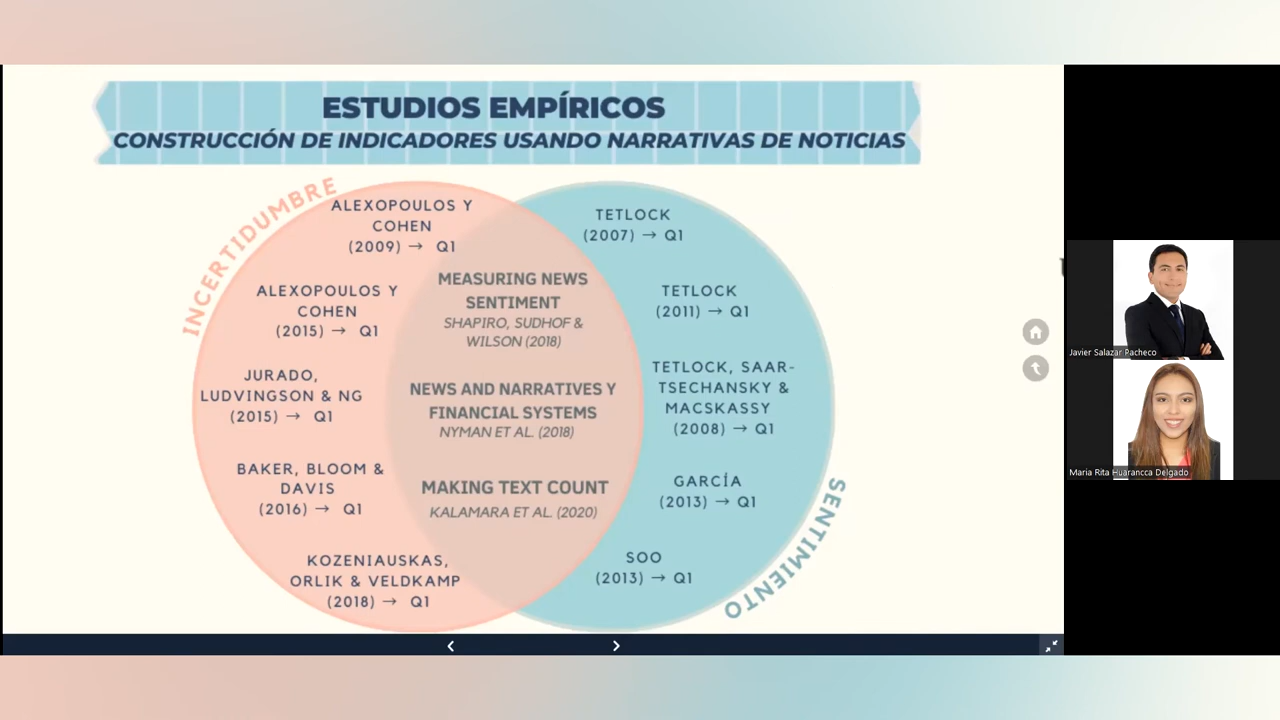 ESTUDIOS EMPÍRICOS
CONSTRUCCIÓN DE INDICADORES USANDO NARRATIVAS DE NOTICIAS
INCERTIDUMBRE
ALEXOPOULOS Y
COHEN
(2009) → Q1
ALEXOPOULOS Y
COHEN
(2015) → Q1
JURADO,
LUDVINGSON & NG
(2015) → Q1
BAKER, BLOOM &
DAVIS
(2016) → Q1
KOZENIAUSKAS,
ORLIK & VELDKAMP
(2018) → Q1
MEASURING NEWS
SENTIMENT
SHAPIRO, SUDHOF &
WILSON (2018)
NEWS AND NARRATIVES Y
FINANCIAL SYSTEMS
NYMAN ET AL. (2018)
MAKING TEXT COUNT
KALAMARA ET AL. (2020)
TETLOCK
(2007) → Q1
TETLOCK
(2011) → Q1
TETLOCK, SAAR-
TSECHANSKY &
MACSKASSY
(2008) → Q1
GARCÍA
(2013) → Q1
SOO
(2013) → Q1
SENTIMIENTO
Javier Salazar Pacheco
Maria Rita Huarancca Delgado